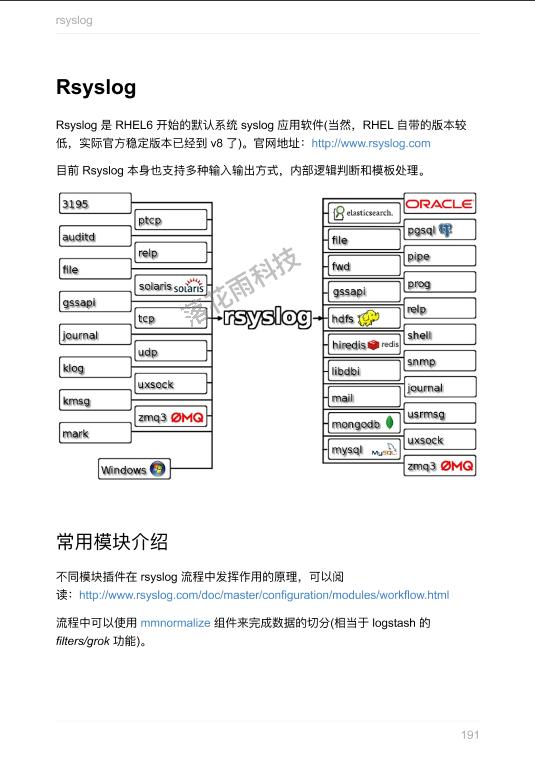 rsyslog
Rsyslog
Rsyslog 是 RHEL6 开始的默认系统 syslog 应用软件(当然，RHEL 自带的版本较
低，实际官方稳定版本已经到 v8 了)。官网地址：http://www.rsyslog.com
目前 Rsyslog 本身也支持多种输入输出方式，内部逻辑判断和模板处理。
3195
ptcp
auditd
relp
file
solaris SOLARIS
gssapi
tcp
journal
udp
klog
uxsock
kmsg
zmq3 ØMQ
mark
Windows
落花雨科技
rsyslog
elasticsearch.
ORACLE
file
pgsql
fwd
pipe
gssapi
prog
hdfs
relp
hiredis redis
shell
libdbi
snmp
mail
journal
mongodb
usrmsg
mysql MySQL
uxsock
zmq3 ØMQ
常用模块介绍
不同模块插件在 rsyslog 流程中发挥作用的原理，可以阅
读：http://www.rsyslog.com/doc/master/configuration/modules/workflow.html
流程中可以使用 mmnormalize 组件来完成数据的切分(相当于 logstash 的
filters/grok 功能)。
191